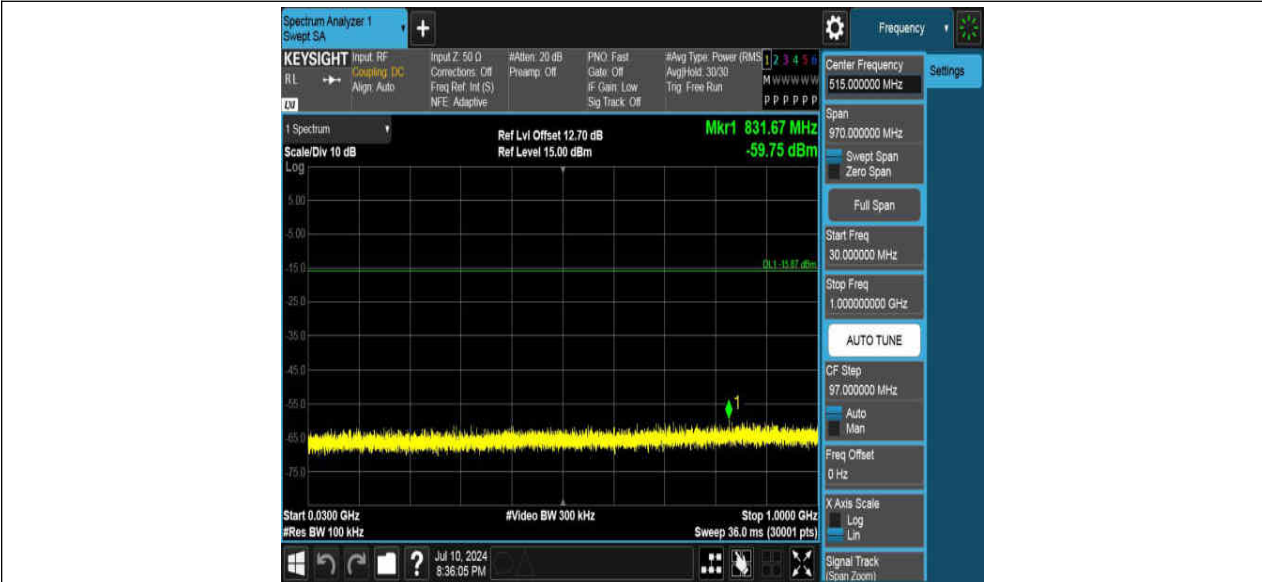 Spectrum Analyzer 1
Swept SA
+
Frequency
KEYSIGHT
RL
Input: RF
Coupling: DC
Align: Auto
Input Z: 50 Ω
Corrections: Off
Freq Ref: Int (S)
NFE: Adaptive
#Atten: 20 dB
Preamp: Off
PNO: Fast
Gate: Off
IF Gain: Low
Sig Track: Off
#Avg Type: Power (RMS
Avg|Hold: 30/30
Trig: Free Run
1 2 3 4 5 6
M W W W W W
P P P P P P
1 Spectrum
Scale/Div 10 dB
Ref Lvl Offset 12.70 dB
Ref Level 15.00 dBm
Mkr1 831.67 MHz
-59.75 dBm
Log
5.00
-5.00
-15.0
DL1 -15.87 dBm
-25.0
-35.0
-45.0
-55.0
1
-65.0
-75.0
Start 0.0300 GHz
#Res BW 100 kHz
#Video BW 300 kHz
Stop 1.0000 GHz
Sweep 36.0 ms (30001 pts)
Jul 10, 2024
8:36:05 PM
Center Frequency
515.000000 MHz
Settings
Span
970.000000 MHz
Swept Span
Zero Span
Full Span
Start Freq
30.000000 MHz
Stop Freq
1.000000000 GHz
AUTO TUNE
CF Step
97.000000 MHz
Auto
Man
Freq Offset
0 Hz
X Axis Scale
Log
Lin
Signal Track
(Span Zoom)